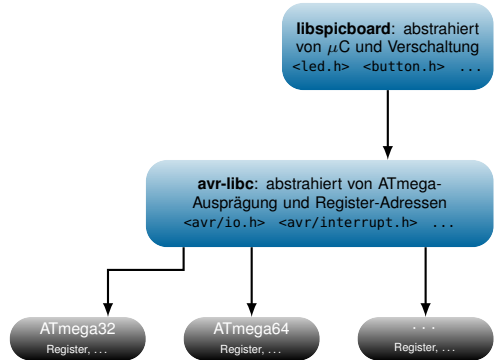 libspicboard: abstrahiert
von µC und Verschaltung
<led.h> <button.h> ...
avr-libc: abstrahiert von ATmega-
Ausprägung und Register-Adressen
<avr/io.h> <avr/interrupt.h> ...
ATmega32
Register, ...
ATmega64
Register, ...
...
Register, ...